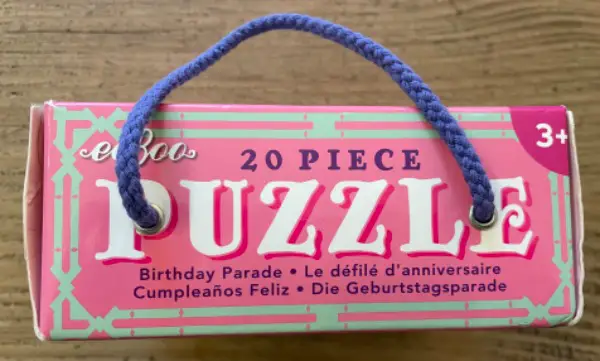 eeBoo
3+
20 PIECE
PUZZLE
Birthday Parade • Le défilé d'anniversaire
Cumpleaños Feliz • Die Geburtstagsparade